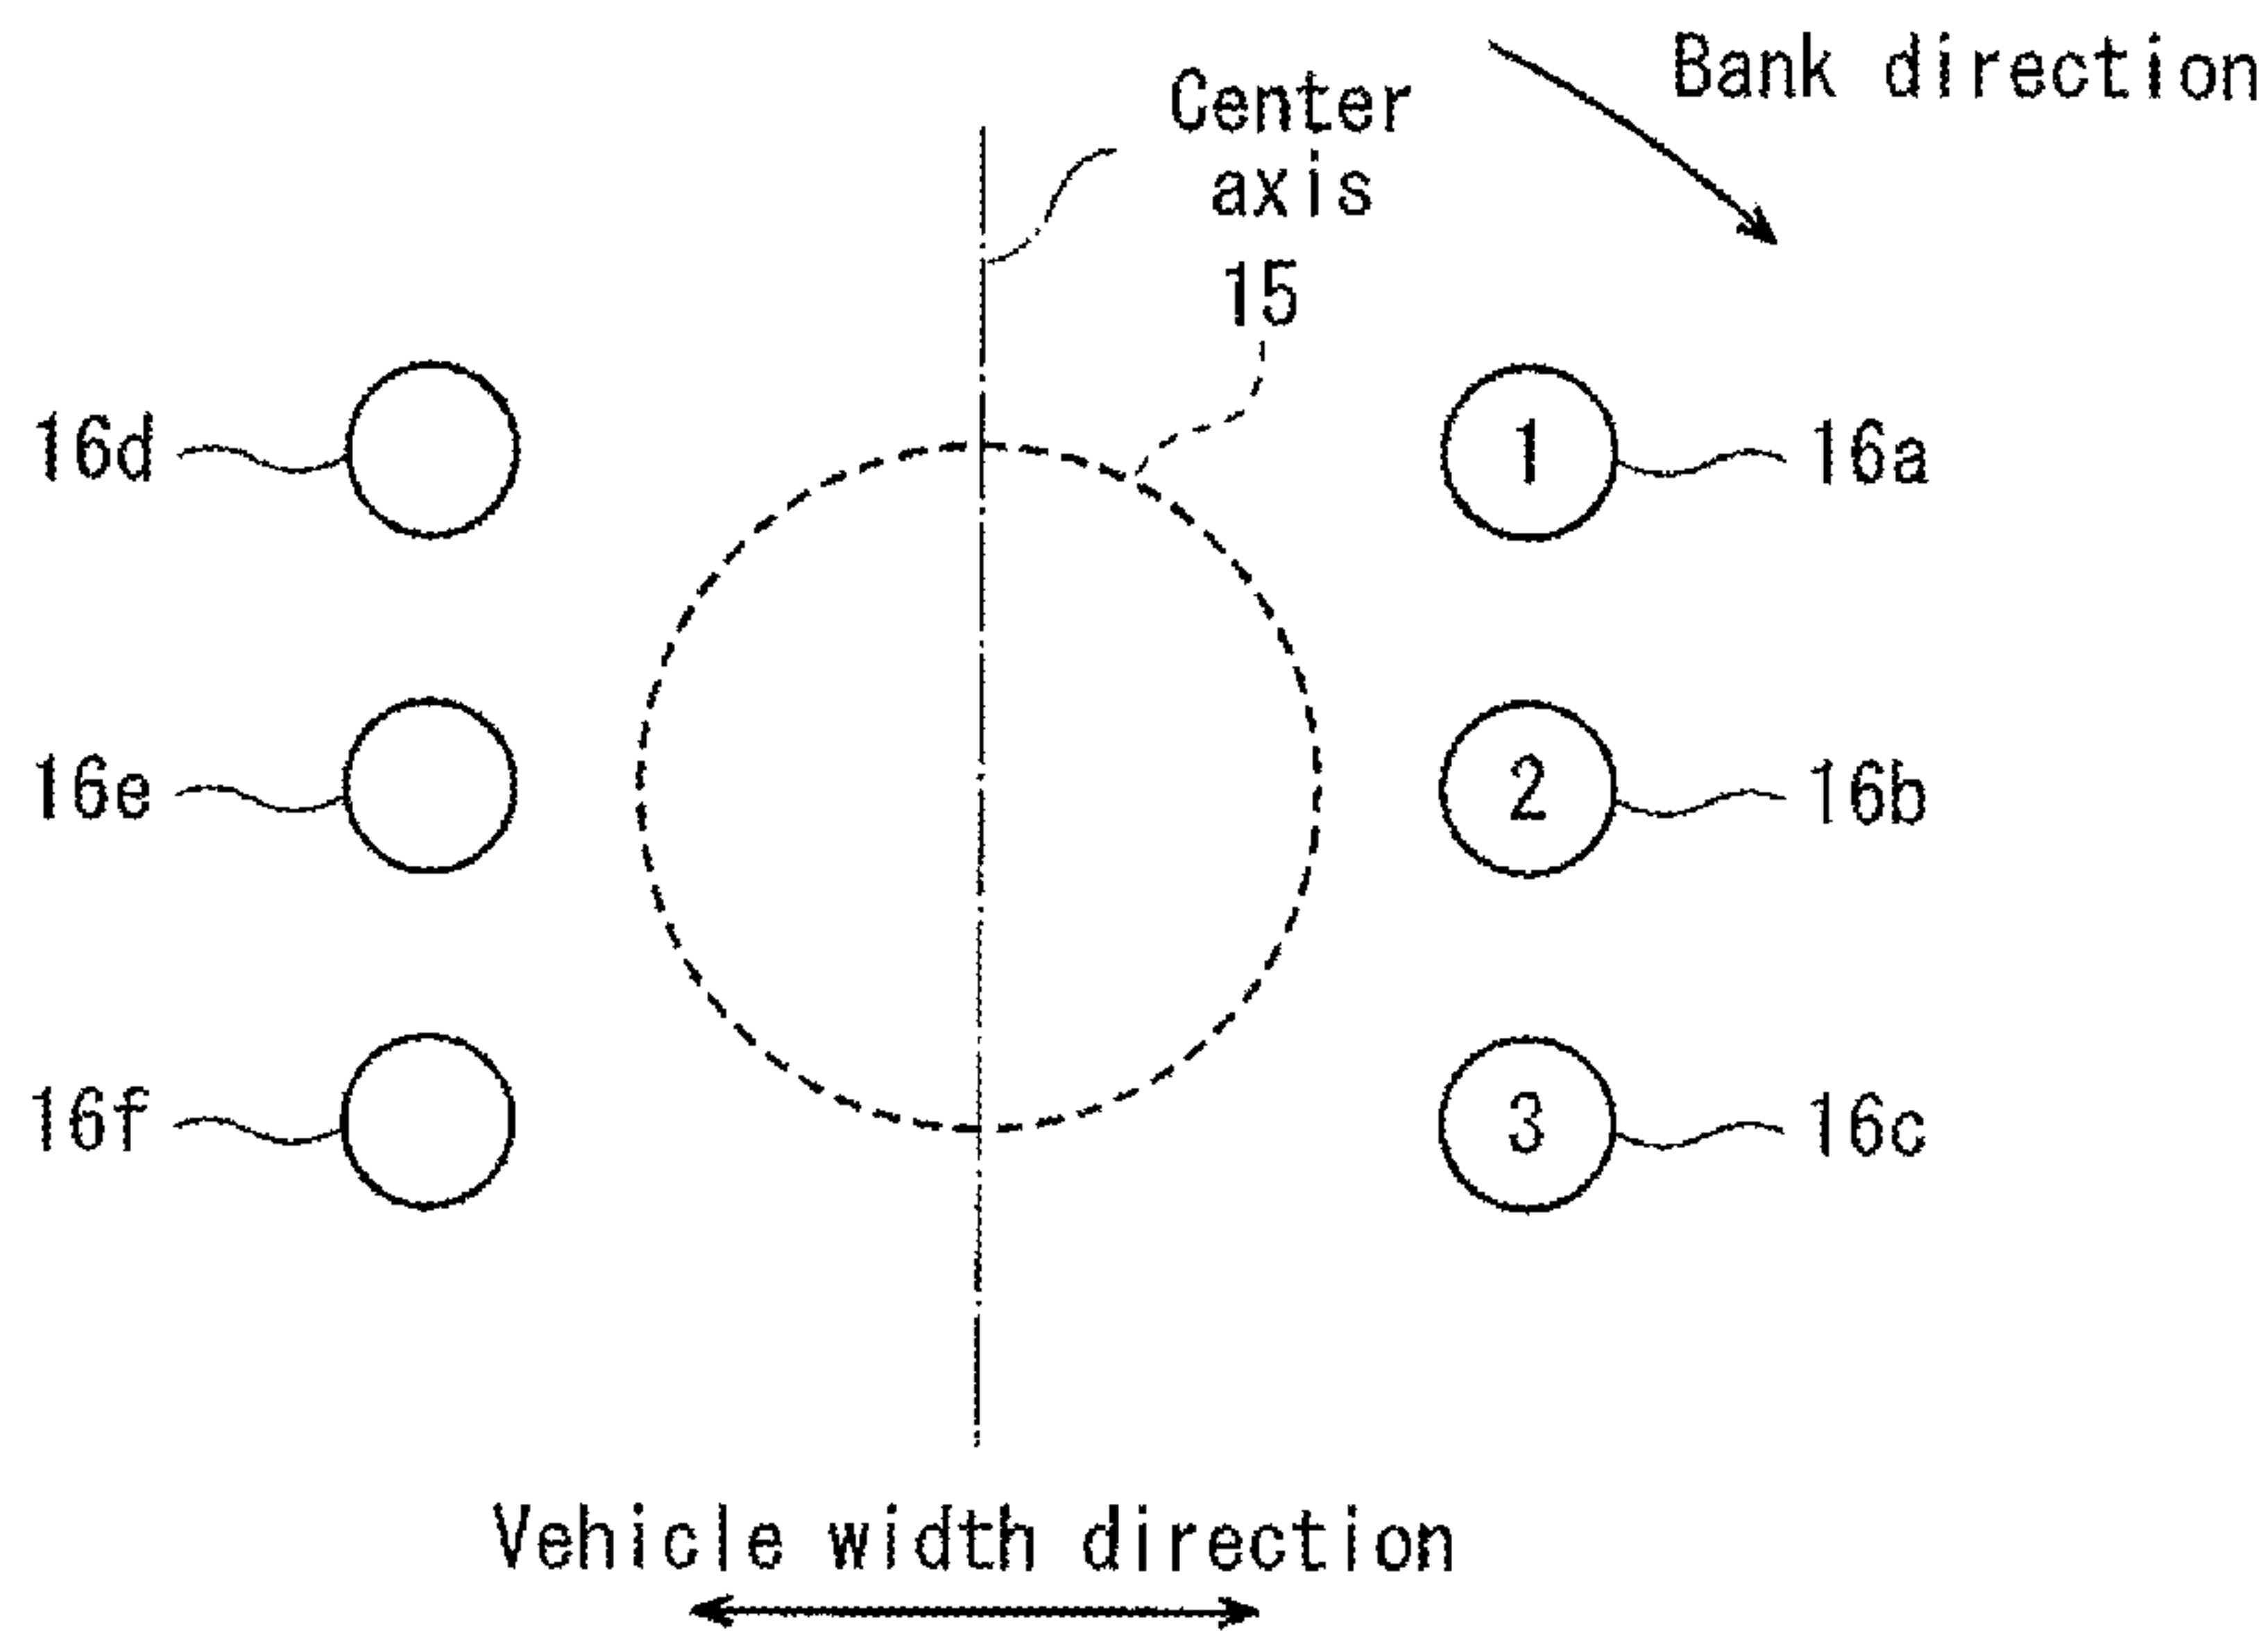 Bank direction
Center
axis
15
16d
1
16a
16e
2
16b
16f
3
16c
Vehicle width direction